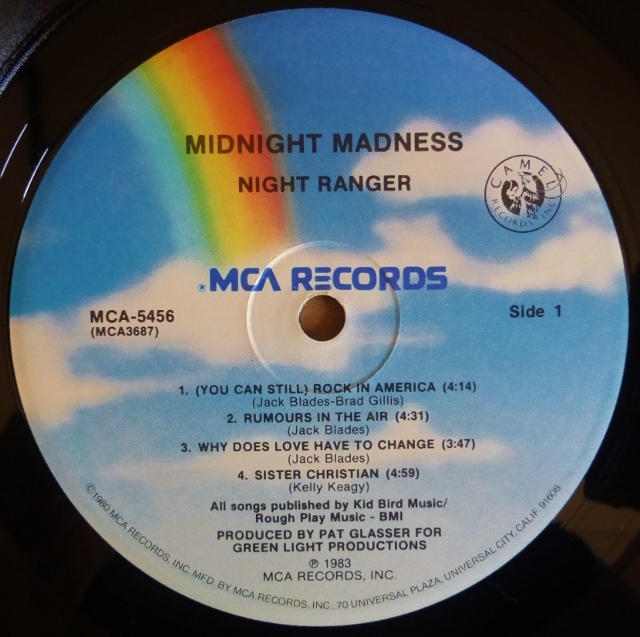 MIDNIGHT MADNESS
NIGHT RANGER
CAMEL
RECORDS INC.
®MCA RECORDS
MCA-5456
(MCA3687)
Side 1
1. (YOU CAN STILL) ROCK IN AMERICA (4:14)
(Jack Blades-Brad Gillis)
2. RUMOURS IN THE AIR (4:31)
(Jack Blades)
3. WHY DOES LOVE HAVE TO CHANGE (3:47)
(Jack Blades)
4. SISTER CHRISTIAN (4:59)
(Kelly Keagy)
All songs published by Kid Bird Music/
Rough Play Music - BMI
PRODUCED BY PAT GLASSER FOR
GREEN LIGHT PRODUCTIONS
℗ 1983
MCA RECORDS, INC.
©1980 MCA RECORDS, INC. MFD. BY MCA RECORDS, INC., 70 UNIVERSAL PLAZA, UNIVERSAL CITY, CALIF. 91608